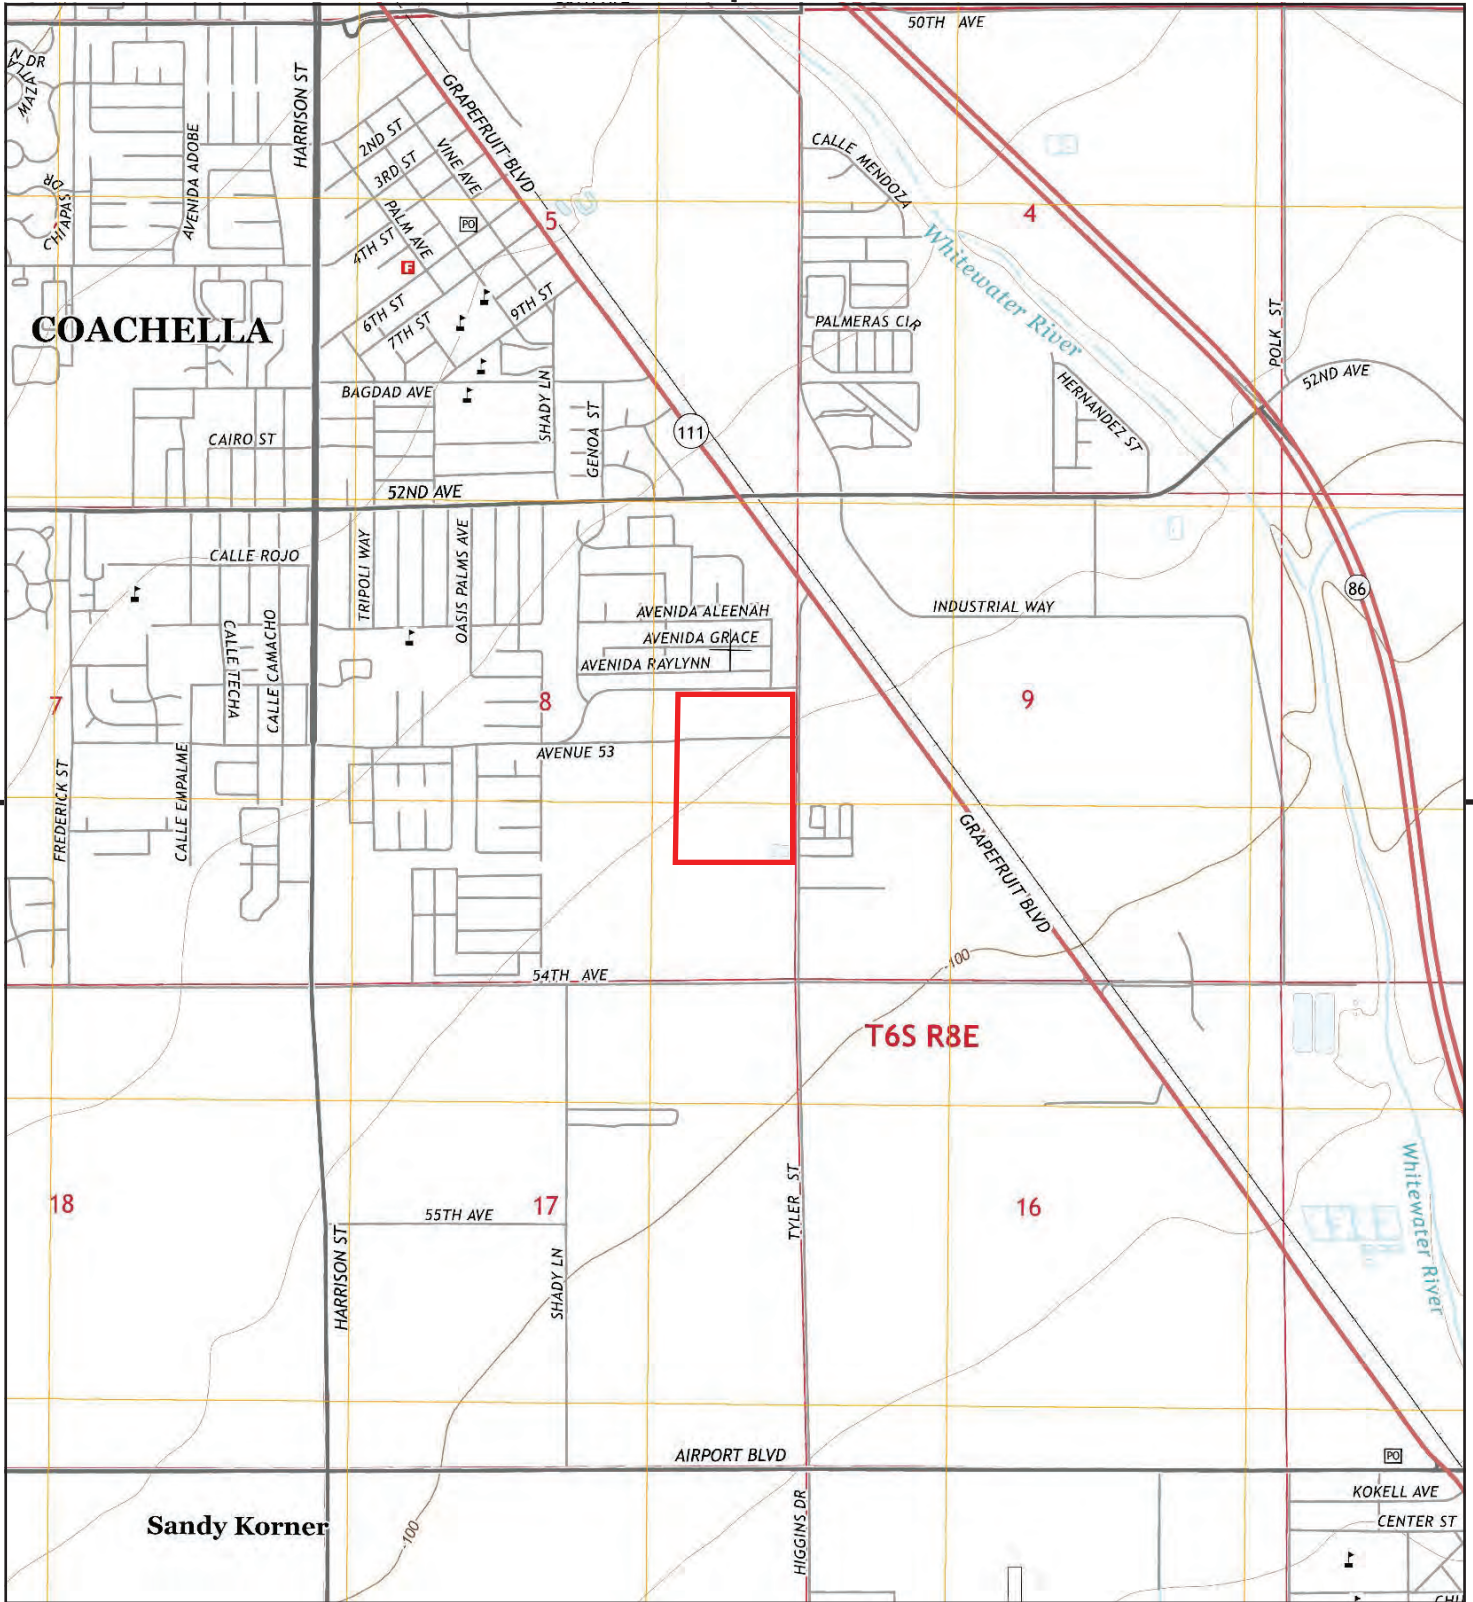 50TH AVE
N DR
MAZATLA
HARRISON ST
GRAPEFRUIT BLVD
AVENIDA ADOBE
2ND ST
3RD ST
VINE AVE
CALLE MENDOZA
CHIAPAS DR
PALM AVE
4TH ST
PO
5
4
F
Whitewater River
6TH ST
7TH ST
9TH ST
COACHELLA
PALMERAS CIR
POLK ST
52ND AVE
BAGDAD AVE
SHADY LN
GENOA ST
HERNANDEZ ST
CAIRO ST
111
52ND AVE
CALLE ROJO
TRIPOLI WAY
OASIS PALMS AVE
86
AVENIDA ALEENAH
INDUSTRIAL WAY
AVENIDA GRACE
AVENIDA RAYLYNN
CALLE TECHA
CALLE CAMACHO
7
8
9
AVENUE 53
FREDERICK ST
CALLE EMPALME
GRAPEFRUIT BLVD
-100
54TH AVE
T6S R8E
18
17
16
TYLER ST
55TH AVE
HARRISON ST
SHADY LN
Whitewater River
AIRPORT BLVD
PO
KOKELL AVE
Sandy Korner
-100
HIGGINS DR
CENTER ST